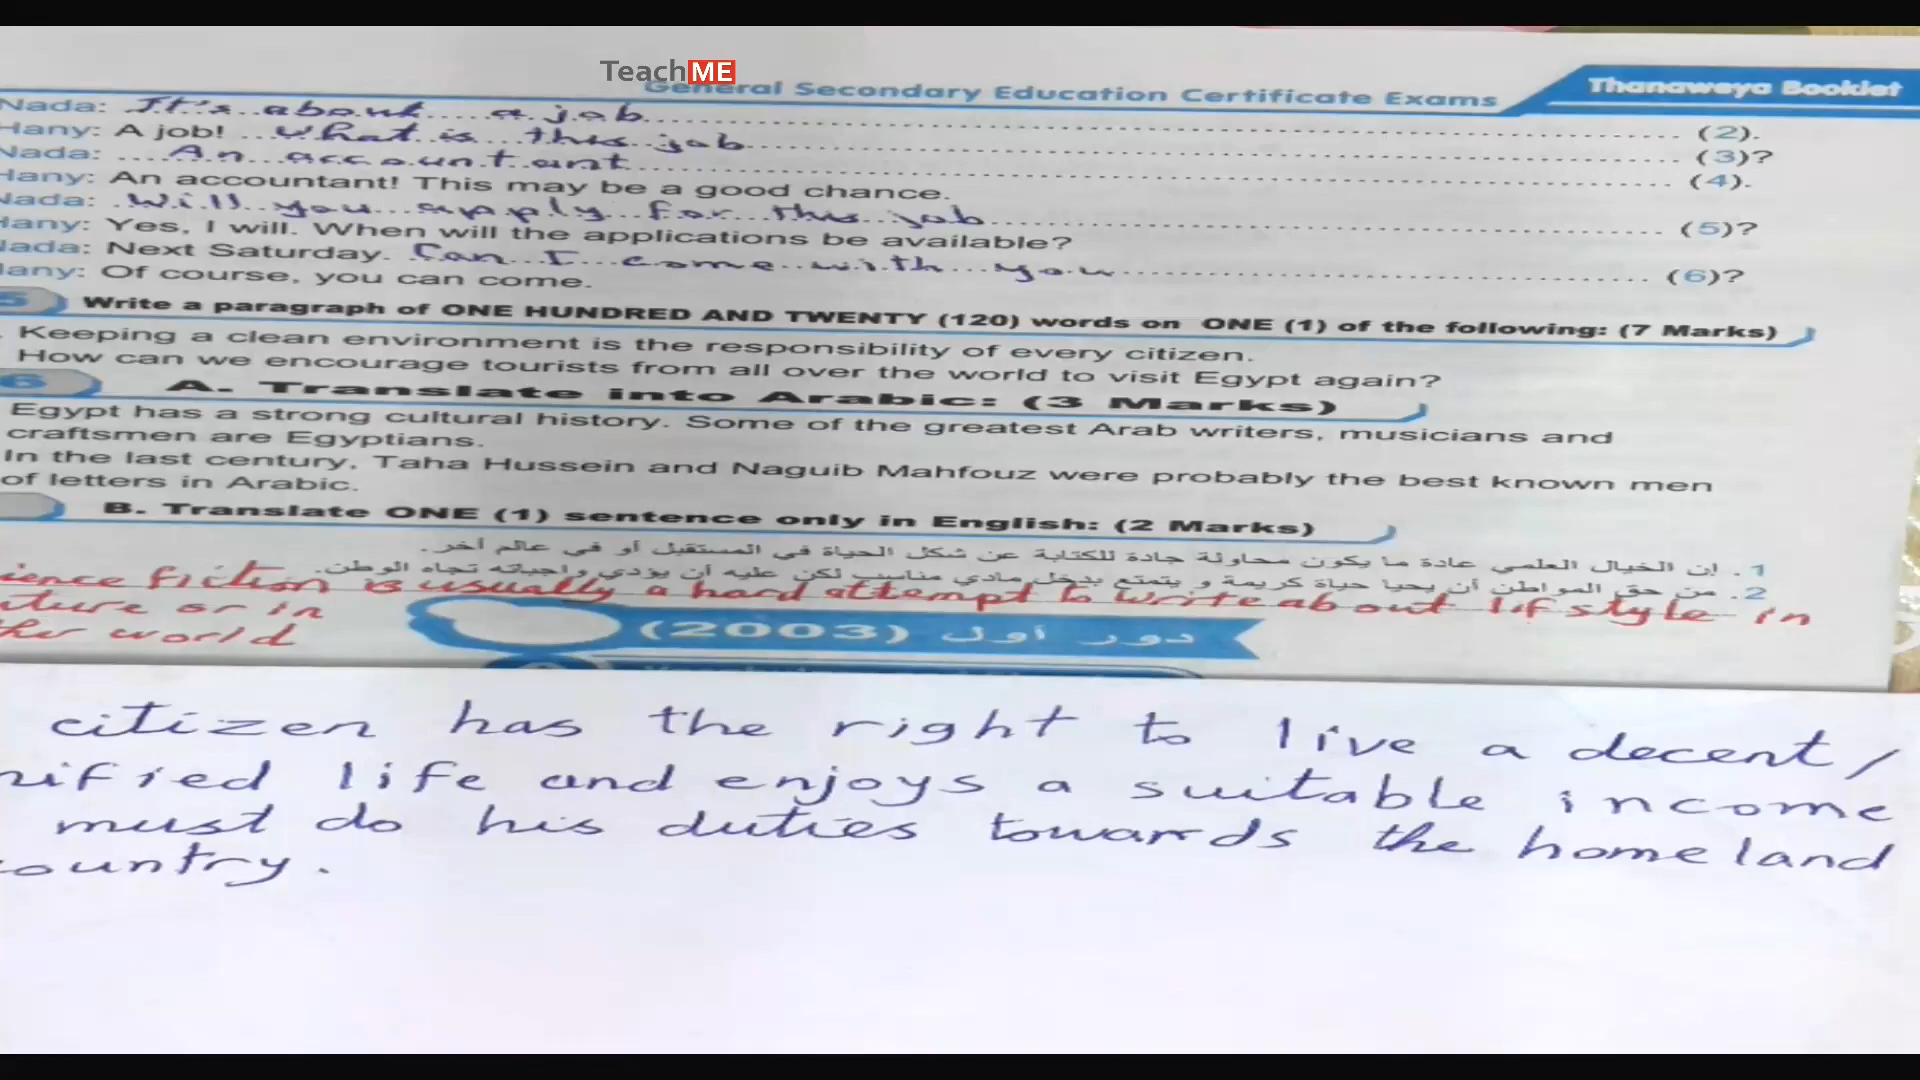 TeachME
General Secondary Education Certificate Exams
Thanaweya Booklet
Nada: It's about a job (2).
Hany: A job! what is this job (3)?
Nada: An accountant (4).
Hany: An accountant! This may be a good chance.
Nada: Will you apply for this job (5)?
Hany: Yes, I will. When will the applications be available?
Nada: Next Saturday. Can I come with you (6)?
Hany: Of course, you can come.
5 Write a paragraph of ONE HUNDRED AND TWENTY (120) words on ONE (1) of the following: (7 Marks)
Keeping a clean environment is the responsibility of every citizen.
How can we encourage tourists from all over the world to visit Egypt again?
6 A. Translate into Arabic: (3 Marks)
Egypt has a strong cultural history. Some of the greatest Arab writers, musicians and
craftsmen are Egyptians.
In the last century, Taha Hussein and Naguib Mahfouz were probably the best known men
of letters in Arabic.
B. Translate ONE (1) sentence only in English: (2 Marks)
1. إن الخيال العلمي عادة ما يكون محاولة جادة للكتابة عن شكل الحياة في المستقبل أو في عالم أخر.
2. من حق المواطن أن يحيا حياة كريمة و يتمتع بدخل مادي مناسب لكن عليه أن يؤدي واجباته تجاه الوطن.
ience fiction is usually a hard attempt to write about lif style in
uture or in
ther world
دور أول (2003)
citizen has the right to live a decent /
nified life and enjoys a suitable income
must do his duties towards the homeland
country.